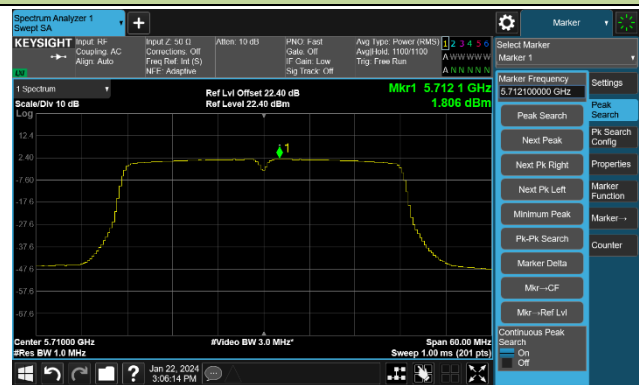 Spectrum Analyzer 1
Swept SA
Marker
KEYSIGHT
Input: RF
Coupling: AC
Align: Auto
Input Z: 50 Ω
Corrections: Off
Freq Ref: Int (S)
NFE: Adaptive
Atten: 10 dB
PNO: Fast
Gate: Off
IF Gain: Low
Sig Track: Off
Avg Type: Power (RMS)
Avg|Hold: 1100/1100
Trig: Free Run
1 2 3 4 5 6
A W W W W W
A N N N N N
Select Marker
Marker 1
1 Spectrum
Scale/Div 10 dB
Log
Ref Lvl Offset 22.40 dB
Ref Level 22.40 dBm
Mkr1 5.712 1 GHz
1.806 dBm
1
12.4
2.40
-7.60
-17.6
-27.6
-37.6
-47.6
-57.6
-67.6
Center 5.71000 GHz
#Res BW 1.0 MHz
#Video BW 3.0 MHz*
Span 60.00 MHz
Sweep 1.00 ms (201 pts)
Marker Frequency
5.712100000 GHz
Peak Search
Next Peak
Next Pk Right
Next Pk Left
Minimum Peak
Pk-Pk Search
Marker Delta
Mkr→CF
Mkr→Ref Lvl
Continuous Peak
Search
On
Off
Settings
Peak
Search
Pk Search
Config
Properties
Marker
Function
Marker→
Counter
Jan 22, 2024
3:06:14 PM